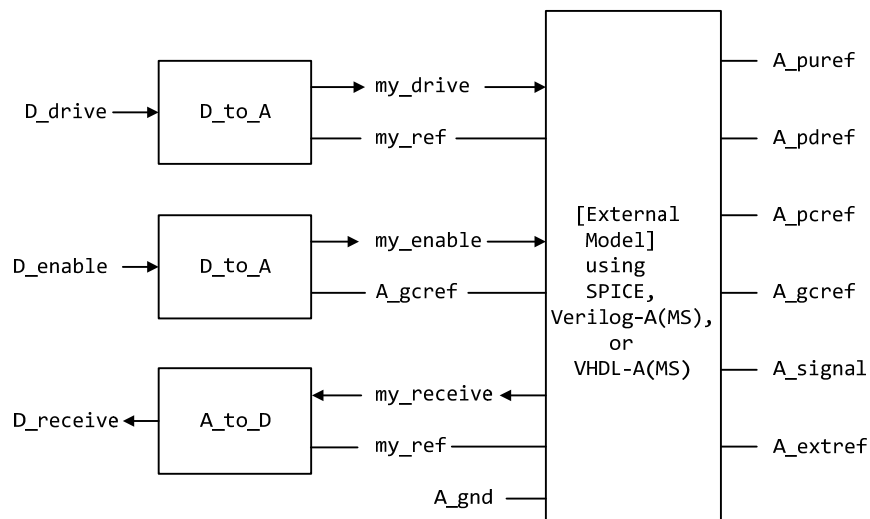 D_drive
D_to_A
my_drive
my_ref
D_enable
D_to_A
my_enable
A_gcref
D_receive
A_to_D
my_receive
my_ref
A_gnd
[External
Model]
using
SPICE,
Verilog-A(MS),
or
VHDL-A(MS)
A_puref
A_pdref
A_pcref
A_gcref
A_signal
A_extref